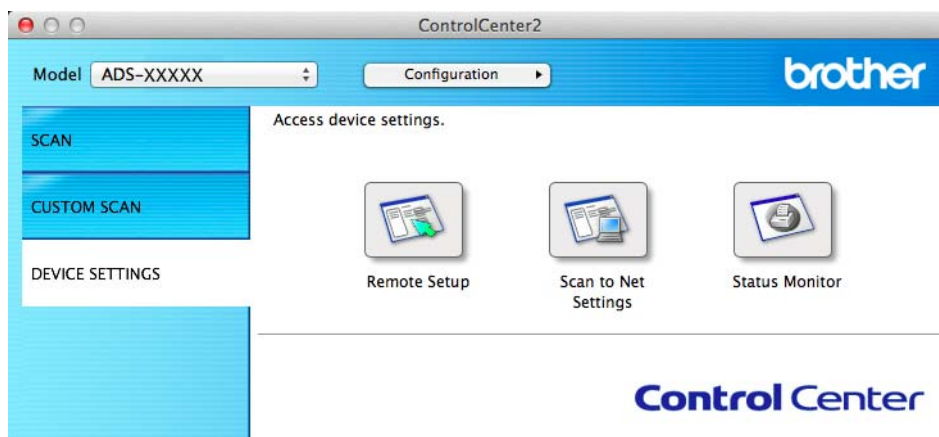 ControlCenter2
Model ADS-XXXXX Configuration brother
SCAN
CUSTOM SCAN
DEVICE SETTINGS
Access device settings.
Remote Setup
Scan to Net
Settings
Status Monitor
Control Center